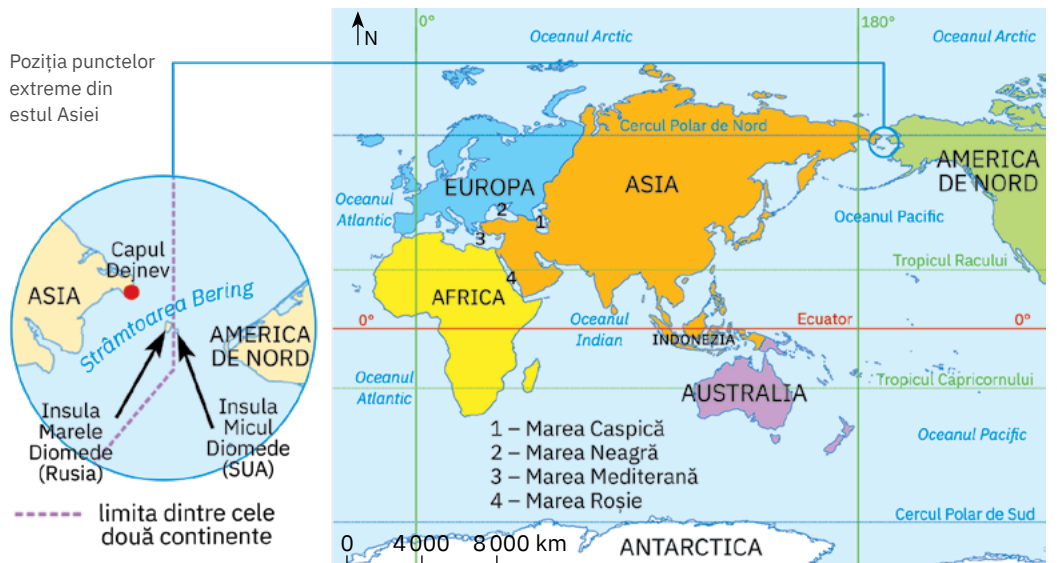 Poziția punctelor
extreme din
estul Asiei
Capul
Dejnev
ASIA
Strâmtoarea Bering
AMERICA
DE NORD
Insula
Marele
Diomede
(Rusia)
Insula
Micul
Diomede
(SUA)
limita dintre cele
două continente
N
0°
180°
Oceanul Arctic
Oceanul Arctic
Cercul Polar de Nord
EUROPA
ASIA
AMERICA
DE NORD
Oceanul
Atlantic
2
1
3
4
Oceanul Pacific
Tropicul Racului
AFRICA
0°
Oceanul
Indian
Ecuator
0°
INDONEZIA
Oceanul
Atlantic
AUSTRALIA
Tropicul Capricornului
Oceanul Pacific
1 – Marea Caspică
2 – Marea Neagră
3 – Marea Mediterană
4 – Marea Roșie
Cercul Polar de Sud
0 4 000 8 000 km
ANTARCTICA